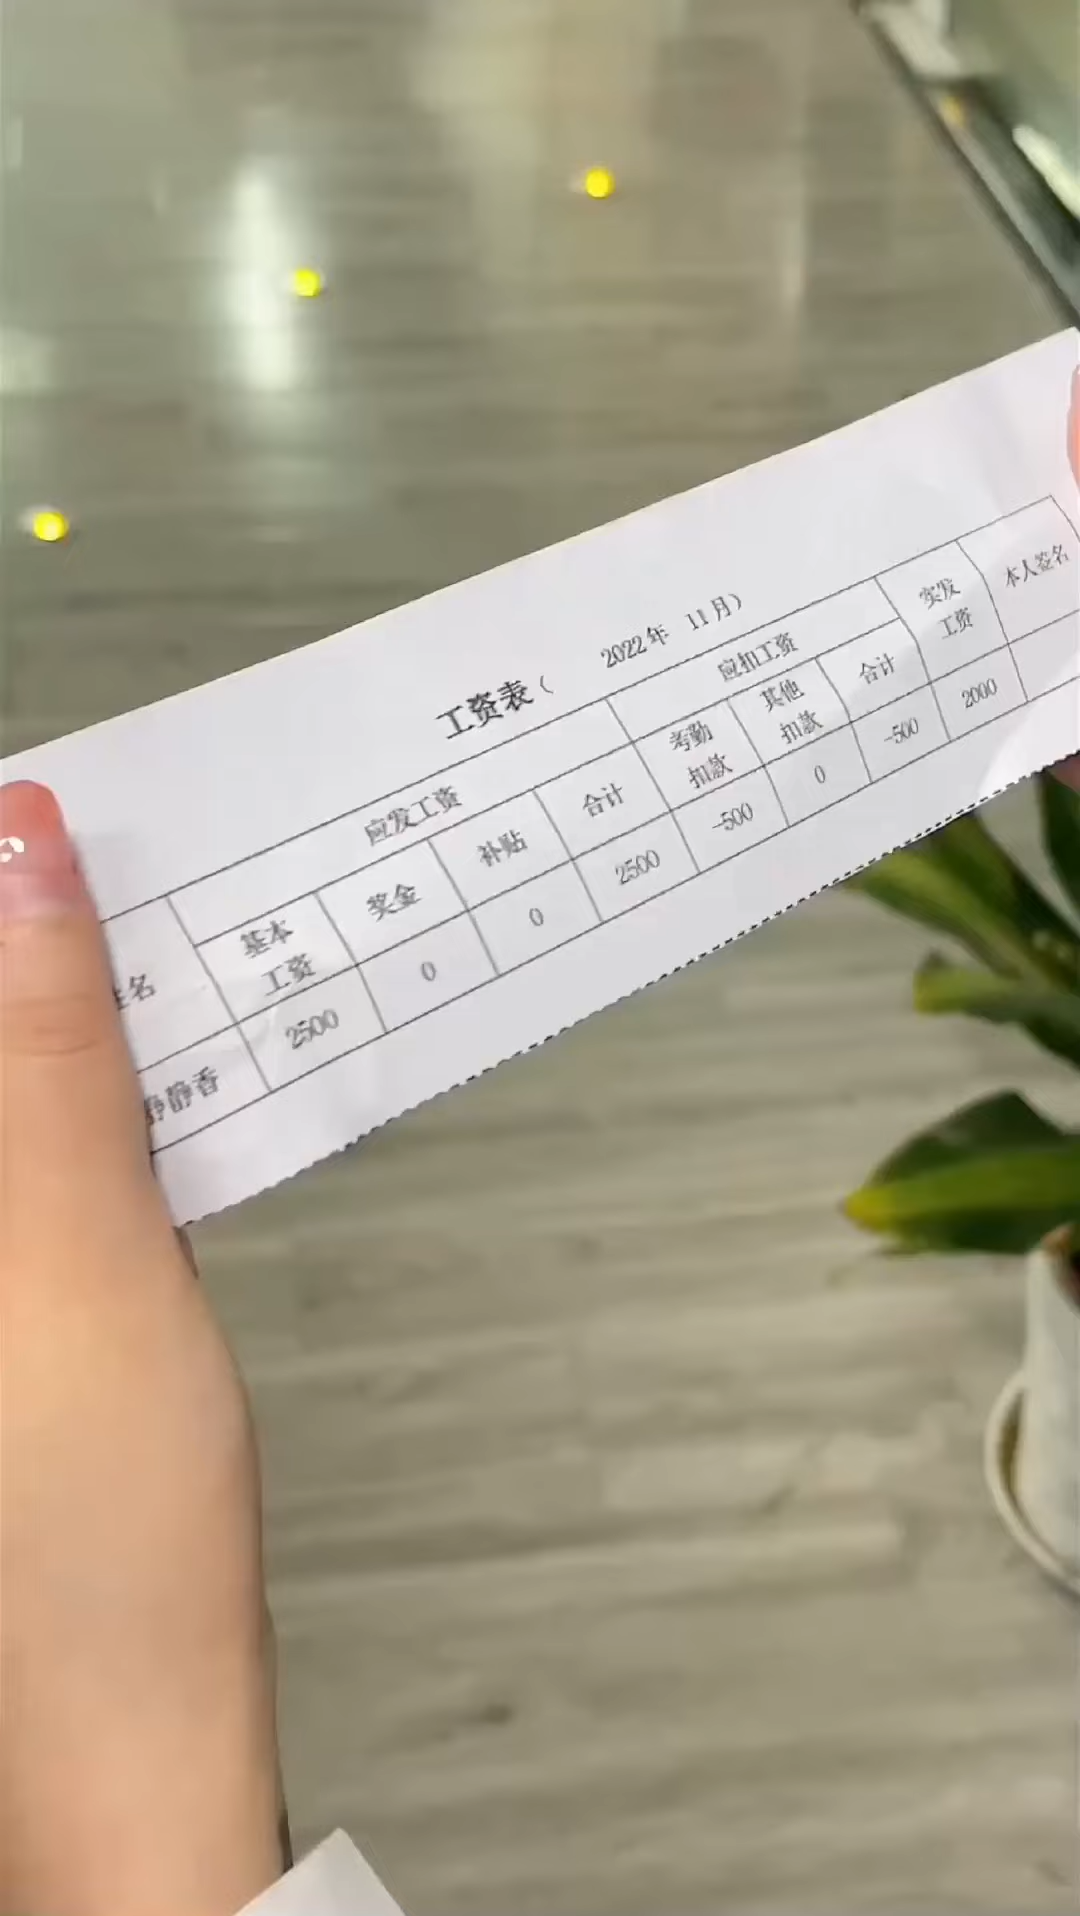 工资表（ 2022年 11月）
应发工资 应扣工资 实发工资 本人签名
名 基本工资 奖金 补贴 合计 考勤扣款 其他扣款 合计
静香 2500 0 0 2500 -500 0 -500 2000